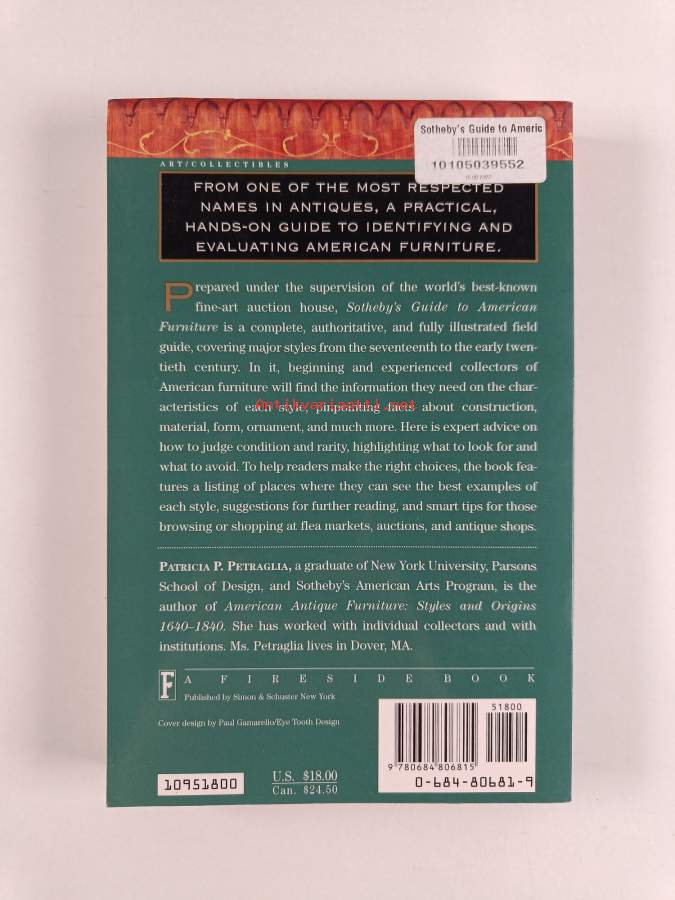 Sotheby's Guide to Americ
10105039552
ART/COLLECTIBLES
FROM ONE OF THE MOST RESPECTED
NAMES IN ANTIQUES, A PRACTICAL,
HANDS-ON GUIDE TO IDENTIFYING AND
EVALUATING AMERICAN FURNITURE.
Prepared under the supervision of the world's best-known
fine-art auction house, Sotheby's Guide to American
Furniture is a complete, authoritative, and fully illustrated field
guide, covering major styles from the seventeenth to the early twen-
tieth century. In it, beginning and experienced collectors of
American furniture will find the information they need on the char-
acteristics of each style, pinpointing facts about construction,
Antikvariaatti.net
material, form, ornament, and much more. Here is expert advice on
how to judge condition and rarity, highlighting what to look for and
what to avoid. To help readers make the right choices, the book fea-
tures a listing of places where they can see the best examples of
each style, suggestions for further reading, and smart tips for those
browsing or shopping at flea markets, auctions, and antique shops.
PATRICIA P. PETRAGLIA, a graduate of New York University, Parsons
School of Design, and Sotheby's American Arts Program, is the
author of American Antique Furniture: Styles and Origins
1640–1840. She has worked with individual collectors and with
institutions. Ms. Petraglia lives in Dover, MA.
F A FIRESIDE BOOK
Published by Simon & Schuster New York
Cover design by Paul Gamarello/Eye Tooth Design
51800
9 780684 806815
10951800
U.S. $18.00
Can. $24.50
0-684-80681-9